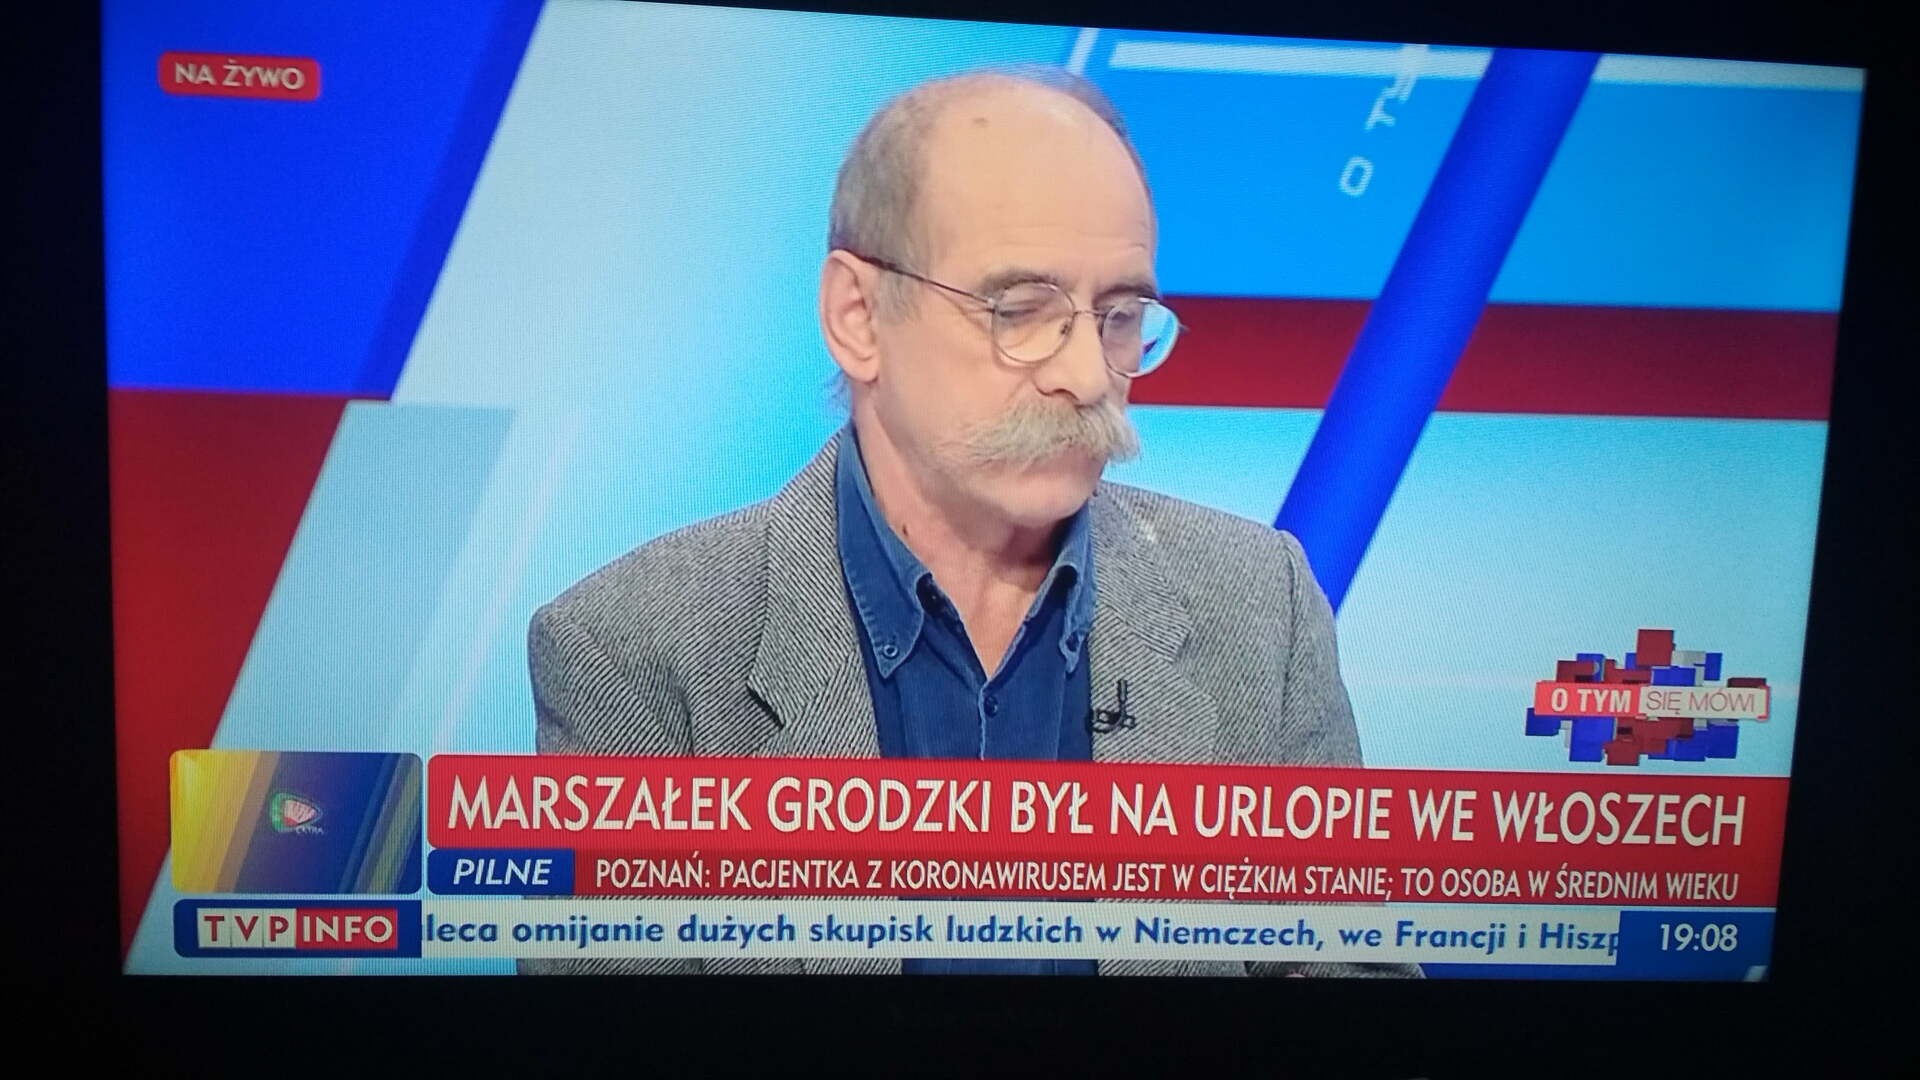 NA ŻYWO
O TY
O TYM SIĘ MÓWI
MARSZAŁEK GRODZKI BYŁ NA URLOPIE WE WŁOSZECH
PILNE POZNAŃ: PACJENTKA Z KORONAWIRUSEM JEST W CIĘŻKIM STANIE; TO OSOBA W ŚREDNIM WIEKU
TVP INFO leca omijanie dużych skupisk ludzkich w Niemczech, we Francji i Hiszp 19:08